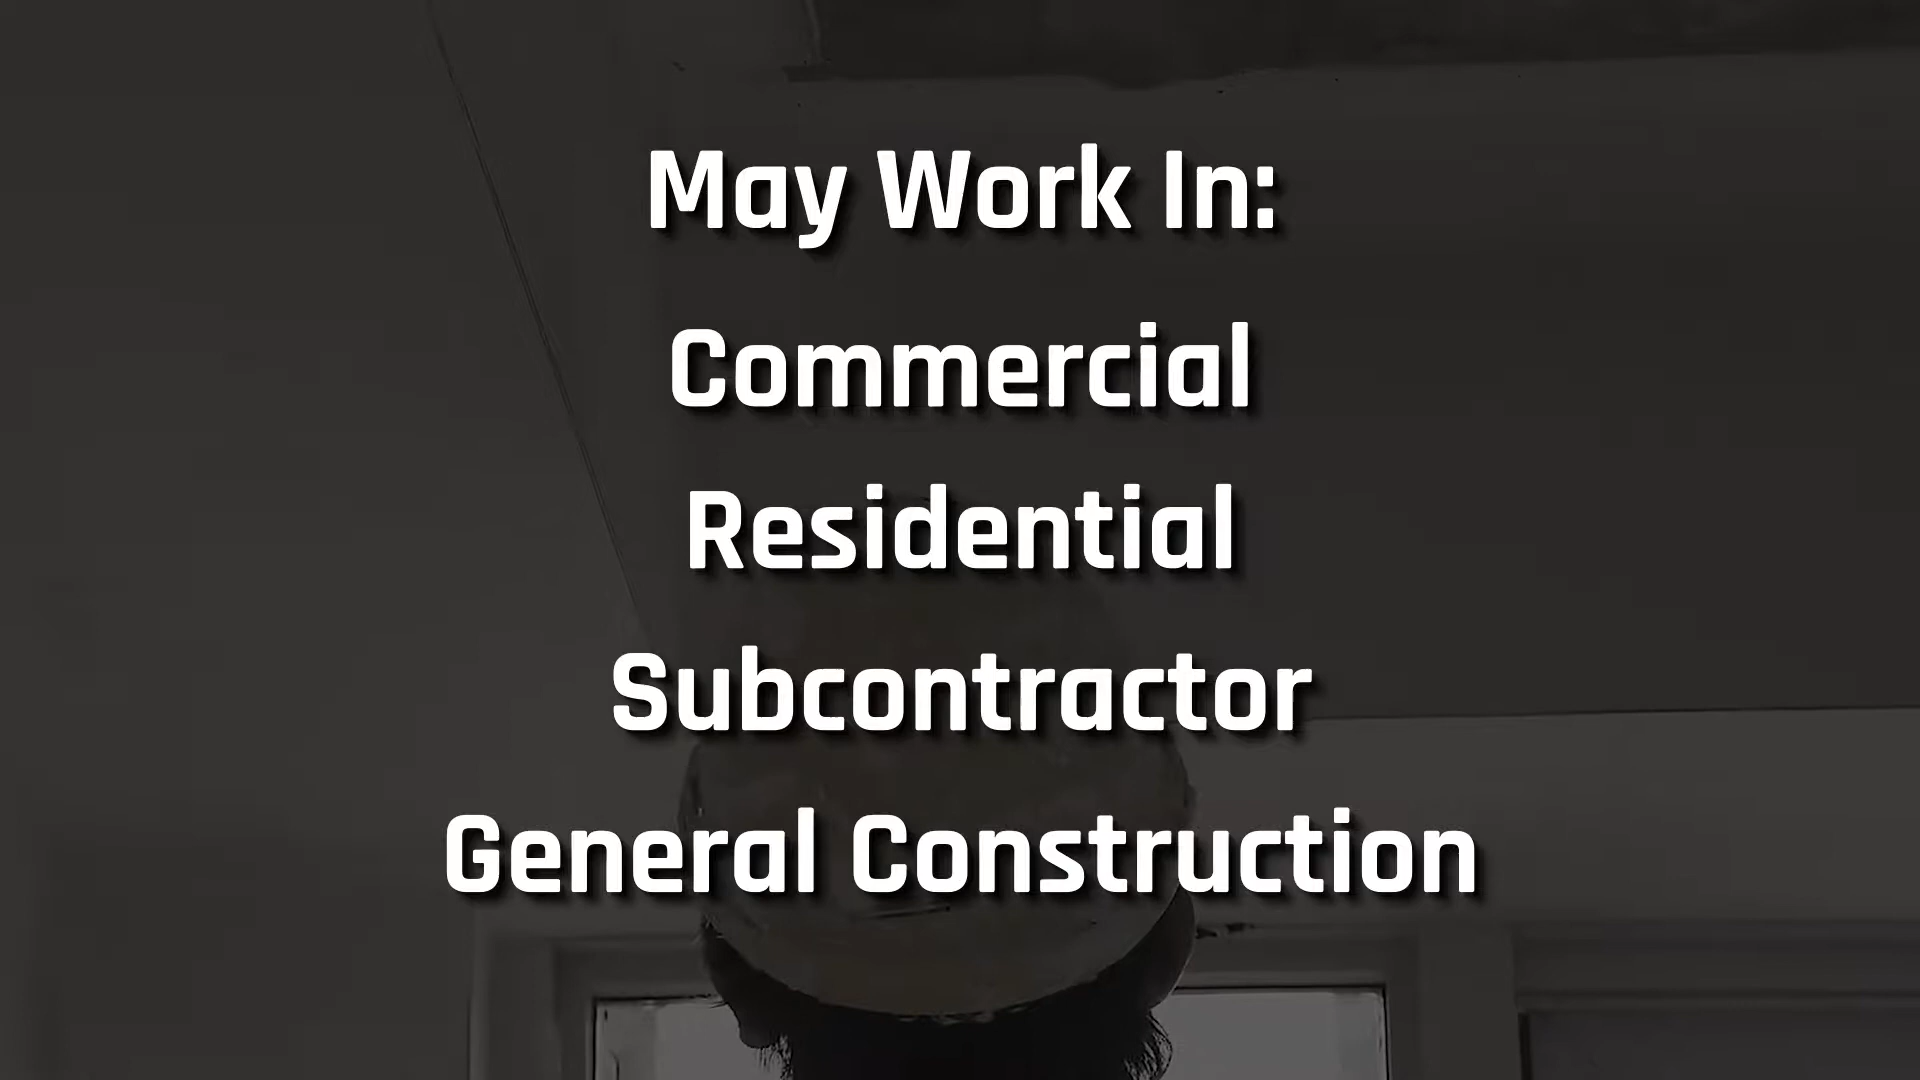 May Work In:
Commercial
Residential
Subcontractor
General Construction